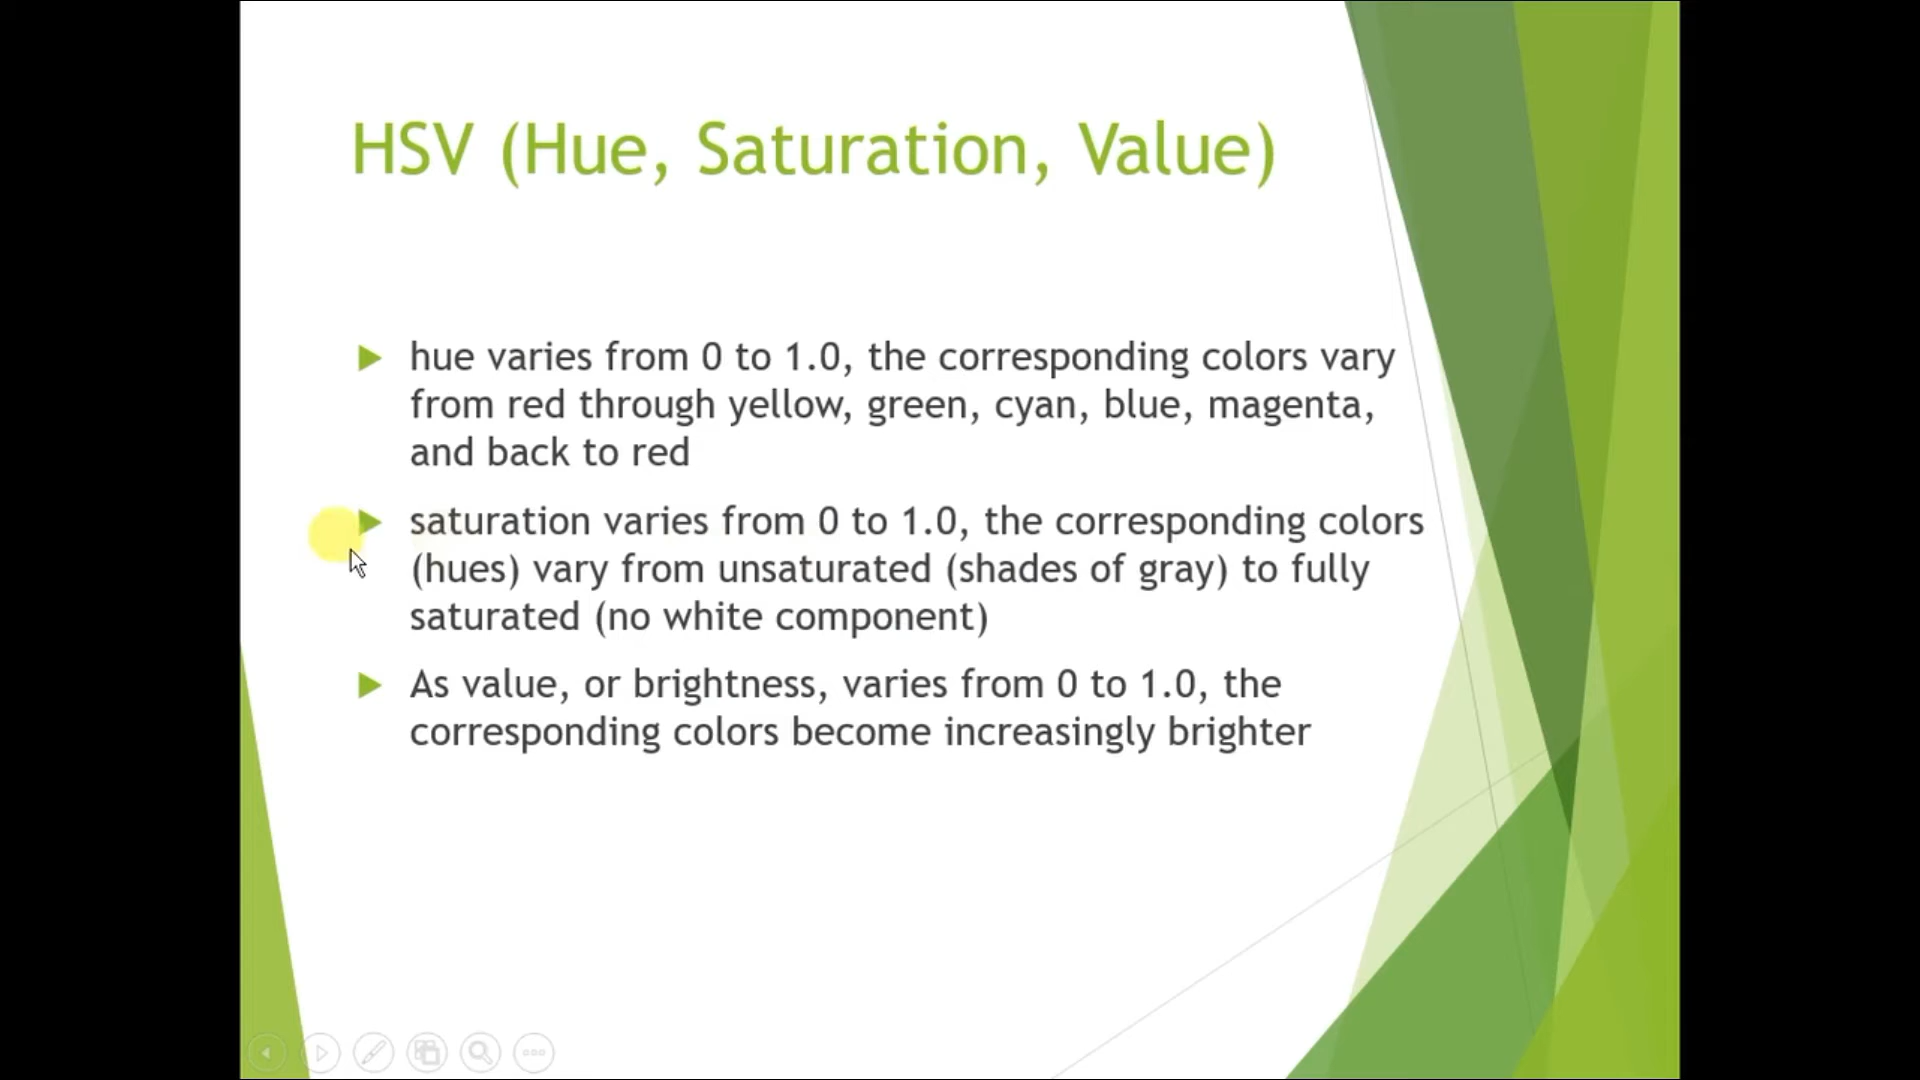 HSV (Hue, Saturation, Value)
hue varies from 0 to 1.0, the corresponding colors vary
from red through yellow, green, cyan, blue, magenta,
and back to red
saturation varies from 0 to 1.0, the corresponding colors
(hues) vary from unsaturated (shades of gray) to fully
saturated (no white component)
As value, or brightness, varies from 0 to 1.0, the
corresponding colors become increasingly brighter